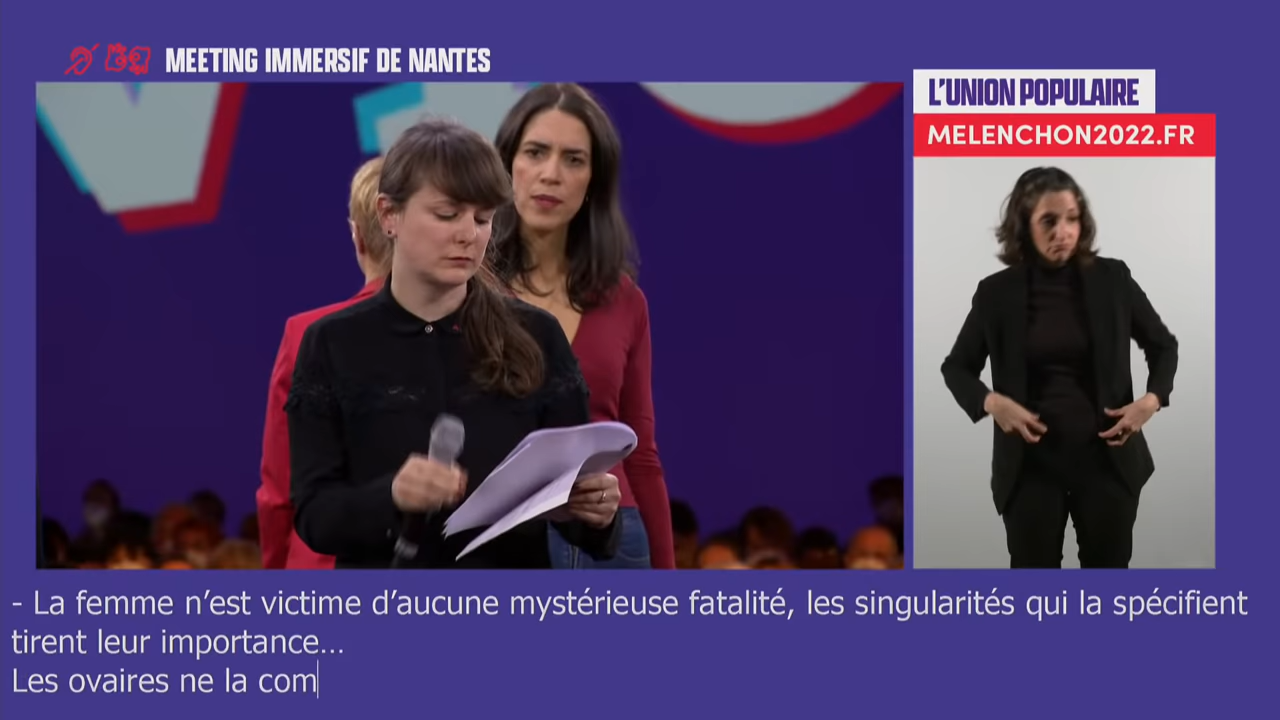 MEETING IMMERSIF DE NANTES
L'UNION POPULAIRE
MELENCHON2022.FR
- La femme n'est victime d'aucune mystérieuse fatalité, les singularités qui la spécifient
tirent leur importance...
Les ovaires ne la com